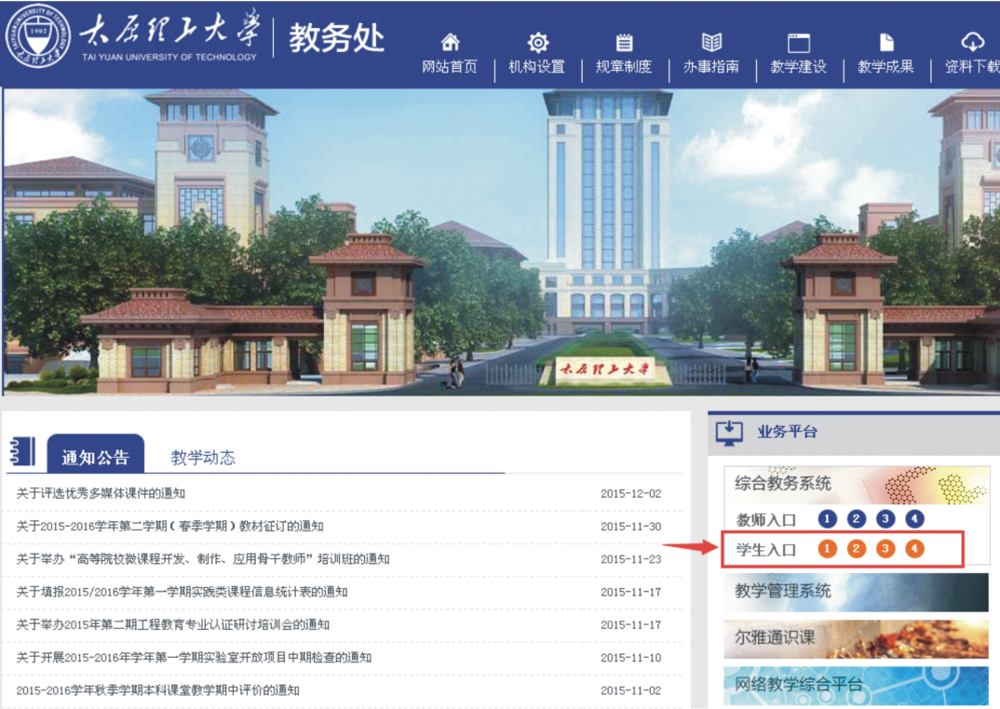 太原理工大学
TAI YUAN UNIVERSITY OF TECHNOLOGY
1902
教务处
网站首页
机构设置
规章制度
办事指南
教学建设
教学成果
资料下载
太原理工大学
通知公告
教学动态
关于评选优秀多媒体课件的通知 2015-12-02
关于2015-2016学年第二学期(春季学期)教材征订的通知 2015-11-30
关于举办“高等院校微课程开发、制作、应用骨干教师”培训班的通知 2015-11-23
关于填报2015/2016学年第一学期实践类课程信息统计表的通知 2015-11-17
关于举办2015年第二期工程教育专业认证研讨培训会的通知 2015-11-17
关于开展2015-2016年学年第一学期实验室开放项目中期检查的通知 2015-11-10
2015-2016学年秋季学期本科课堂教学期中评价的通知 2015-11-02
业务平台
综合教务系统
教师入口 1 2 3 4
学生入口 1 2 3 4
教学管理系统
尔雅通识课
网络教学综合平台